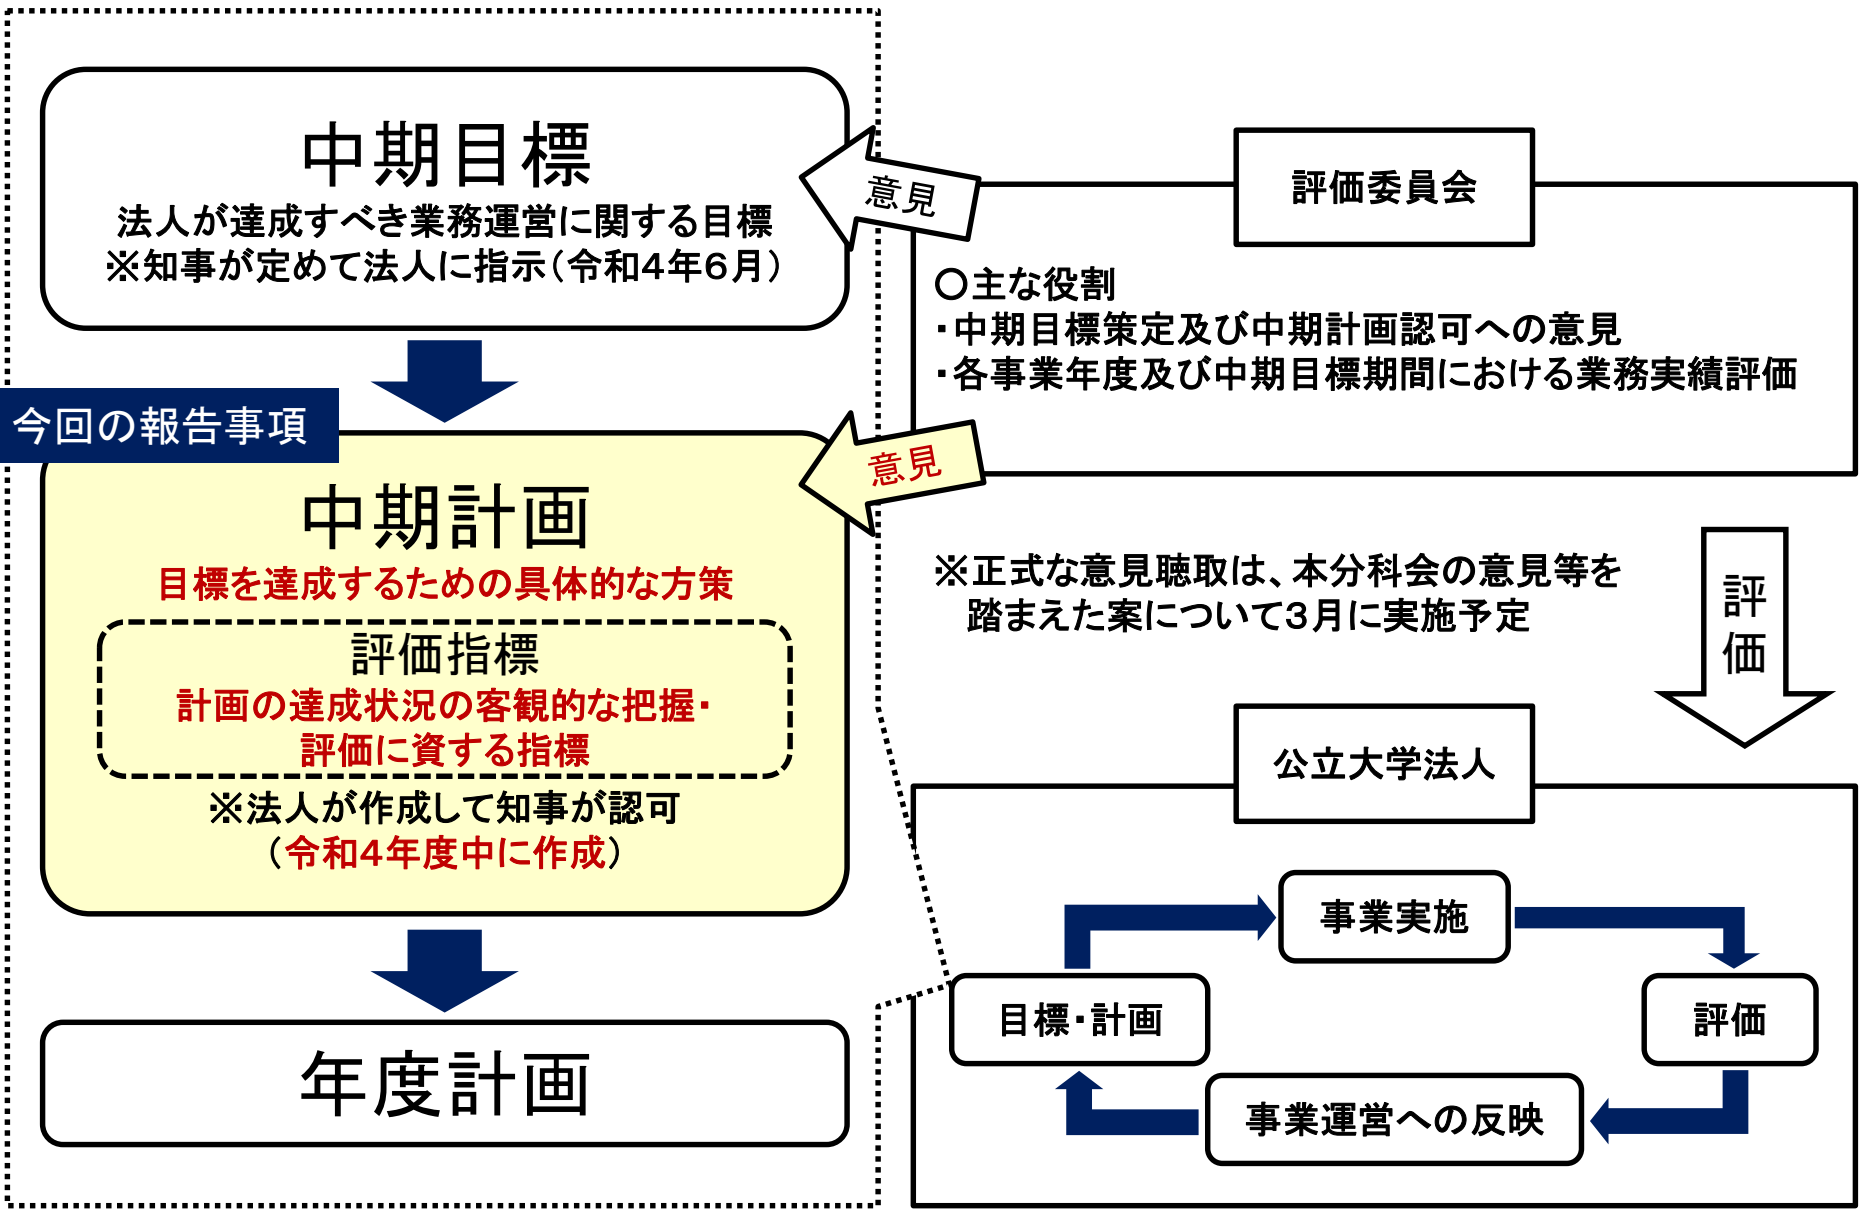 中期目標
法人が達成すべき業務運営に関する目標
※知事が定めて法人に指示（令和４年６月）
今回の報告事項
中期計画
目標を達成するための具体的な方策
評価指標
計画の達成状況の客観的な把握・
評価に資する指標
※法人が作成して知事が認可
（令和４年度中に作成）
年度計画
意見
意見
評価委員会
○主な役割
・中期目標策定及び中期計画認可への意見
・各事業年度及び中期目標期間における業務実績評価
※正式な意見聴取は、本分科会の意見等を
踏まえた案について３月に実施予定
評価
公立大学法人
事業実施
目標・計画
評価
事業運営への反映